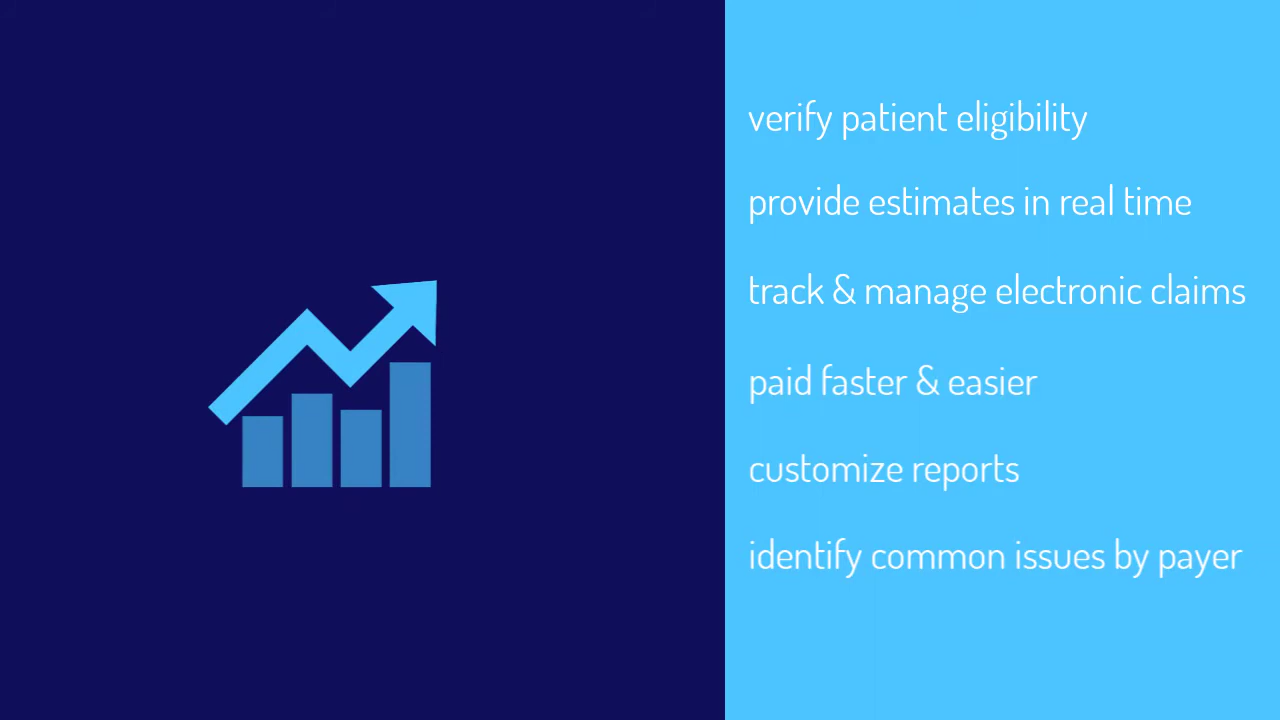 verify patient eligibility
provide estimates in real time
track & manage electronic claims
paid faster & easier
customize reports
identify common issues by payer